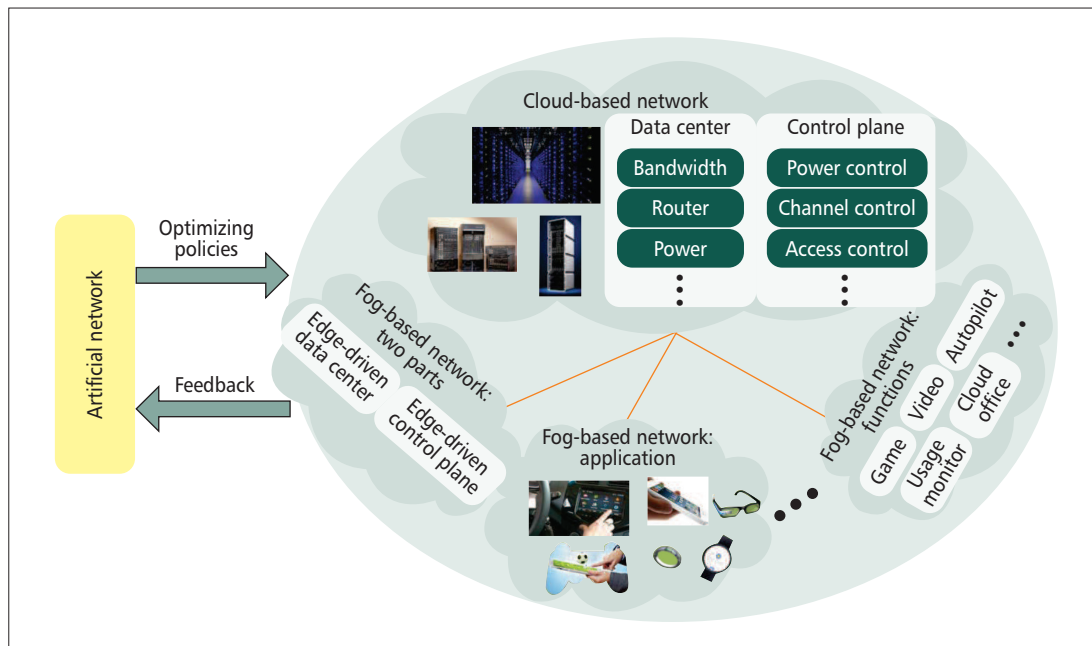 Cloud-based network
Data center
Bandwidth
Router
Power
Control plane
Power control
Channel control
Access control
Artificial network
Optimizing
policies
Feedback
Fog-based network:
two parts
Edge-driven
data center
Edge-driven
control plane
Fog-based network:
application
Fog-based network:
functions
Game
Video
Autopilot
Usage
monitor
Cloud
office